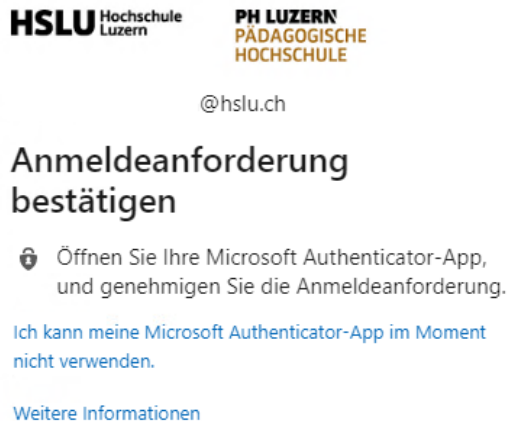 HSLU Hochschule
Luzern
PH LUZERN
PÄDAGOGISCHE
HOCHSCHULE
@hslu.ch
Anmeldeanforderung
bestätigen
Öffnen Sie Ihre Microsoft Authenticator-App,
und genehmigen Sie die Anmeldeanforderung.
Ich kann meine Microsoft Authenticator-App im Moment
nicht verwenden.
Weitere Informationen